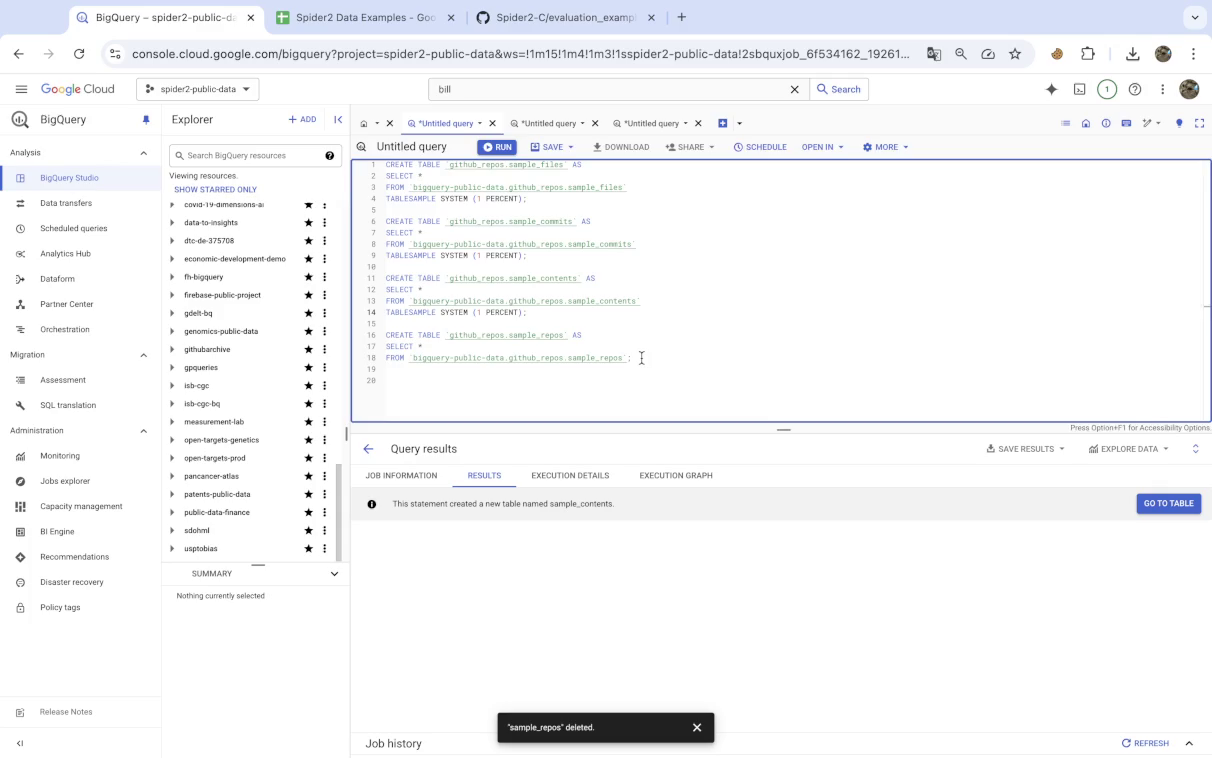 BigQuery – spider2-public-da
Spider2 Data Examples - Goo
Spider2-V/evaluation_exampl
console.cloud.google.com/bigquery?project=spider2-public-data&ws=!1m15!1m5!1m11!1sspider2-public-data!2sbquxjob_6f534162_19261...
Google Cloud
spider2-public-data
bill
Search
1
BigQuery
Explorer
+ ADD
*Untitled query
*Untitled query
*Untitled query
Analysis
BigQuery Studio
Data transfers
Scheduled queries
Analytics Hub
Dataform
Partner Center
Orchestration
Migration
Assessment
SQL translation
Administration
Monitoring
Jobs explorer
Capacity management
BI Engine
Recommendations
Disaster recovery
Policy tags
Release Notes
Search BigQuery resources
Viewing resources.
SHOW STARRED ONLY
covid-19-dimensions-ai
data-to-insights
dtc-de-375708
economic-development-demo
fh-bigquery
firebase-public-project
gdelt-bq
genomics-public-data
githubarchive
gpqueries
isb-cgc
isb-cgc-bq
measurement-lab
open-targets-genetics
open-targets-prod
pancancer-atlas
patents-public-data
public-data-finance
sdohml
usptobias
SUMMARY
Nothing currently selected
Untitled query
RUN
SAVE
DOWNLOAD
SHARE
SCHEDULE
OPEN IN
MORE
1 CREATE TABLE `github_repos.sample_files` AS
2 SELECT *
3 FROM `bigquery-public-data.github_repos.sample_files`
4 TABLESAMPLE SYSTEM (1 PERCENT);
5
6 CREATE TABLE `github_repos.sample_commits` AS
7 SELECT *
8 FROM `bigquery-public-data.github_repos.sample_commits`
9 TABLESAMPLE SYSTEM (1 PERCENT);
10
11 CREATE TABLE `github_repos.sample_contents` AS
12 SELECT *
13 FROM `bigquery-public-data.github_repos.sample_contents`
14 TABLESAMPLE SYSTEM (1 PERCENT);
15
16 CREATE TABLE `github_repos.sample_repos` AS
17 SELECT *
18 FROM `bigquery-public-data.github_repos.sample_repos`;
19
20
Press Option+F1 for Accessibility Options.
Query results
SAVE RESULTS
EXPLORE DATA
JOB INFORMATION
RESULTS
EXECUTION DETAILS
EXECUTION GRAPH
This statement created a new table named sample_contents.
GO TO TABLE
"sample_repos" deleted.
Job history
REFRESH